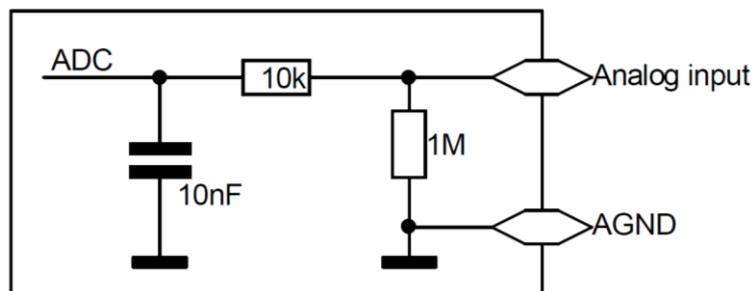 ADC
10k
Analog input
1M
10nF
AGND